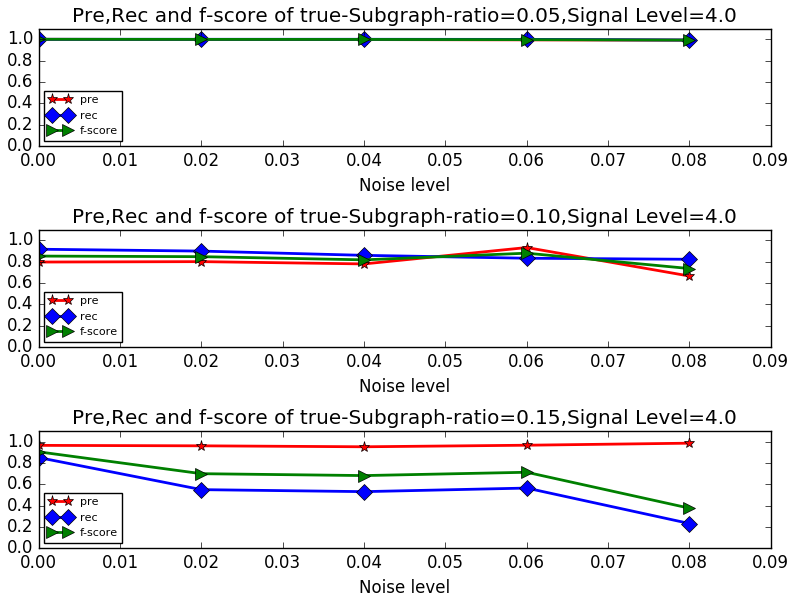 Pre,Rec and f-score of true-Subgraph-ratio=0.05,Signal Level=4.0
1.0
0.8
0.6
0.4
0.2
0.0
pre
rec
f-score
0.00 0.01 0.02 0.03 0.04 0.05 0.06 0.07 0.08 0.09
Noise level
Pre,Rec and f-score of true-Subgraph-ratio=0.10,Signal Level=4.0
1.0
0.8
0.6
0.4
0.2
0.0
pre
rec
f-score
0.00 0.01 0.02 0.03 0.04 0.05 0.06 0.07 0.08 0.09
Noise level
Pre,Rec and f-score of true-Subgraph-ratio=0.15,Signal Level=4.0
1.0
0.8
0.6
0.4
0.2
0.0
pre
rec
f-score
0.00 0.01 0.02 0.03 0.04 0.05 0.06 0.07 0.08 0.09
Noise level